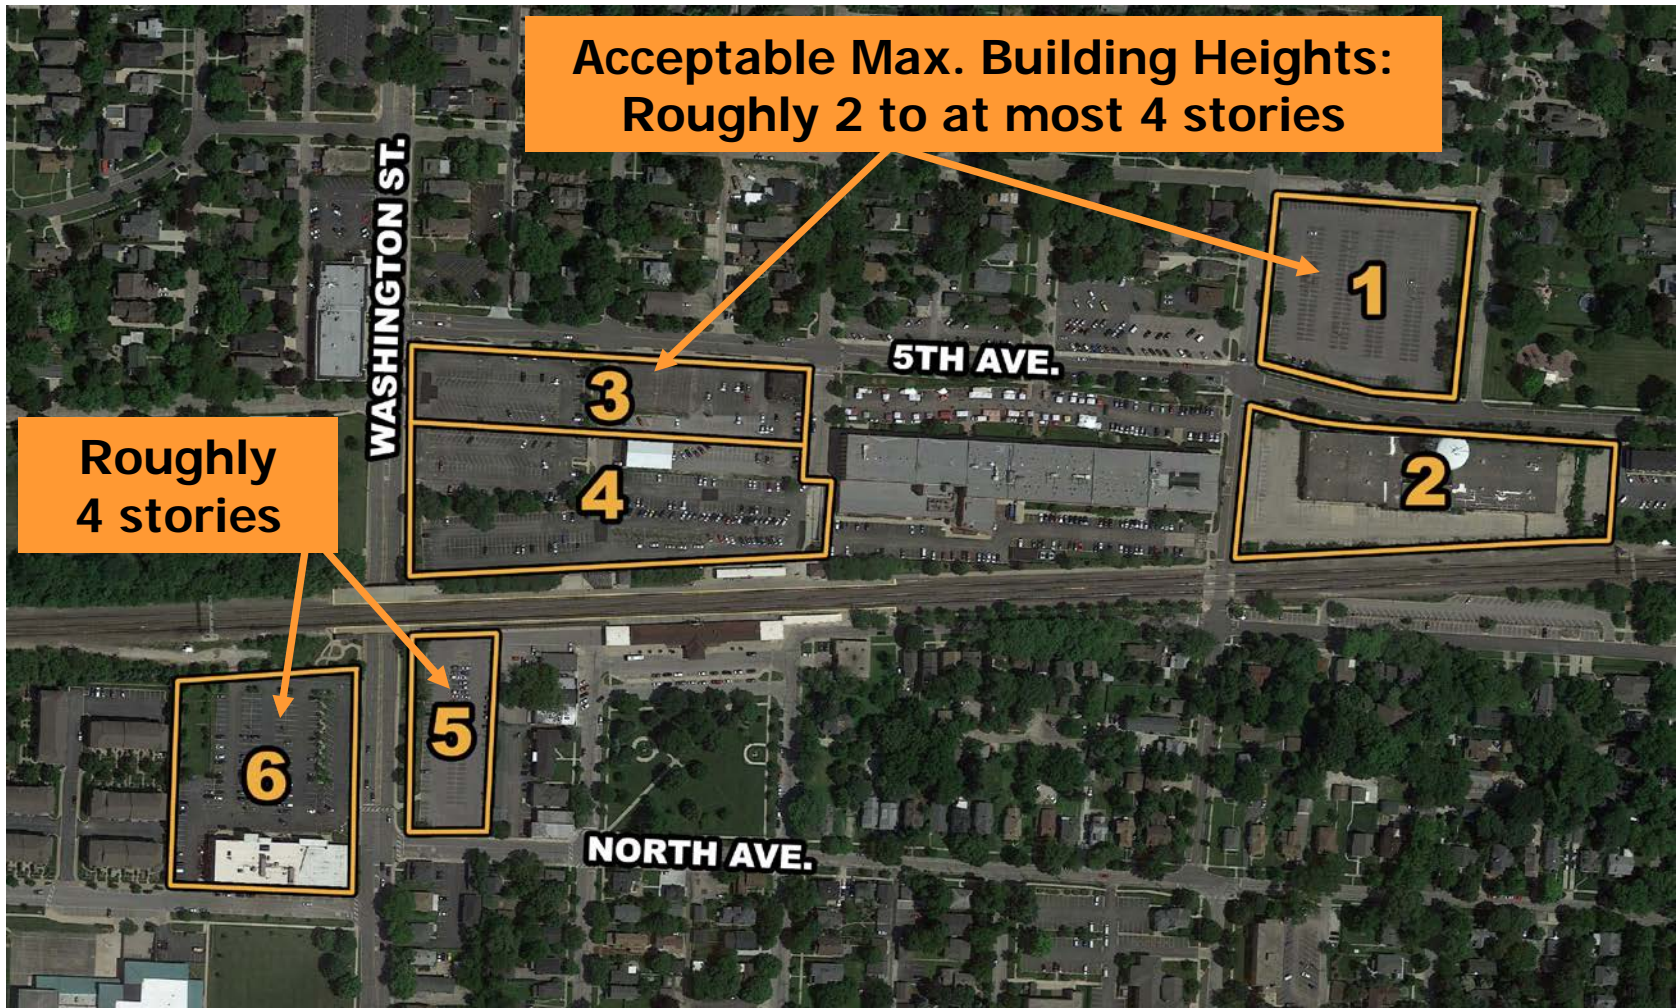 Acceptable Max. Building Heights:
Roughly 2 to at most 4 stories
WASHINGTON ST.
1
5TH AVE.
3
Roughly
4 stories
4
2
5
6
NORTH AVE.